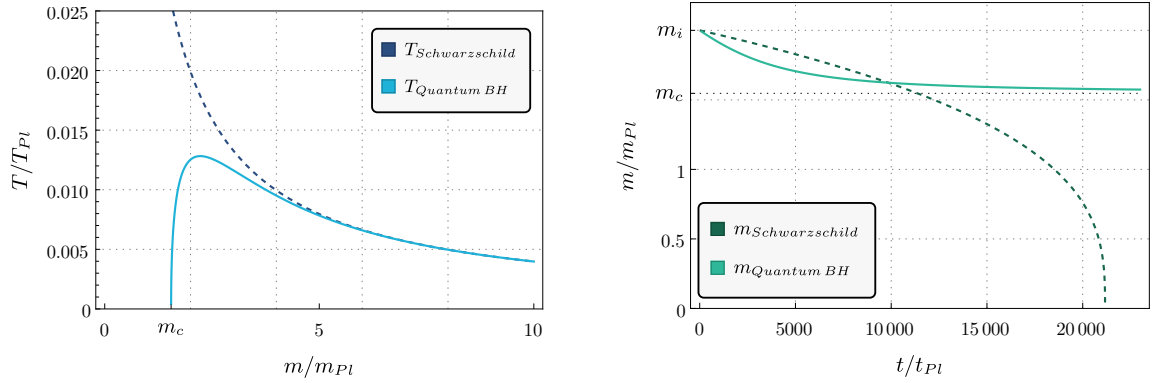 0.025
0.020
0.015
0.010
0.005
0
T/T_{Pl}
T_{Schwarzschild}
T_{Quantum BH}
0
m_c
5
10
m/m_{Pl}
m_i
m_c
1
0.5
0
m/m_{Pl}
m_{Schwarzschild}
m_{Quantum BH}
0
5000
10 000
15 000
20 000
t/t_{Pl}